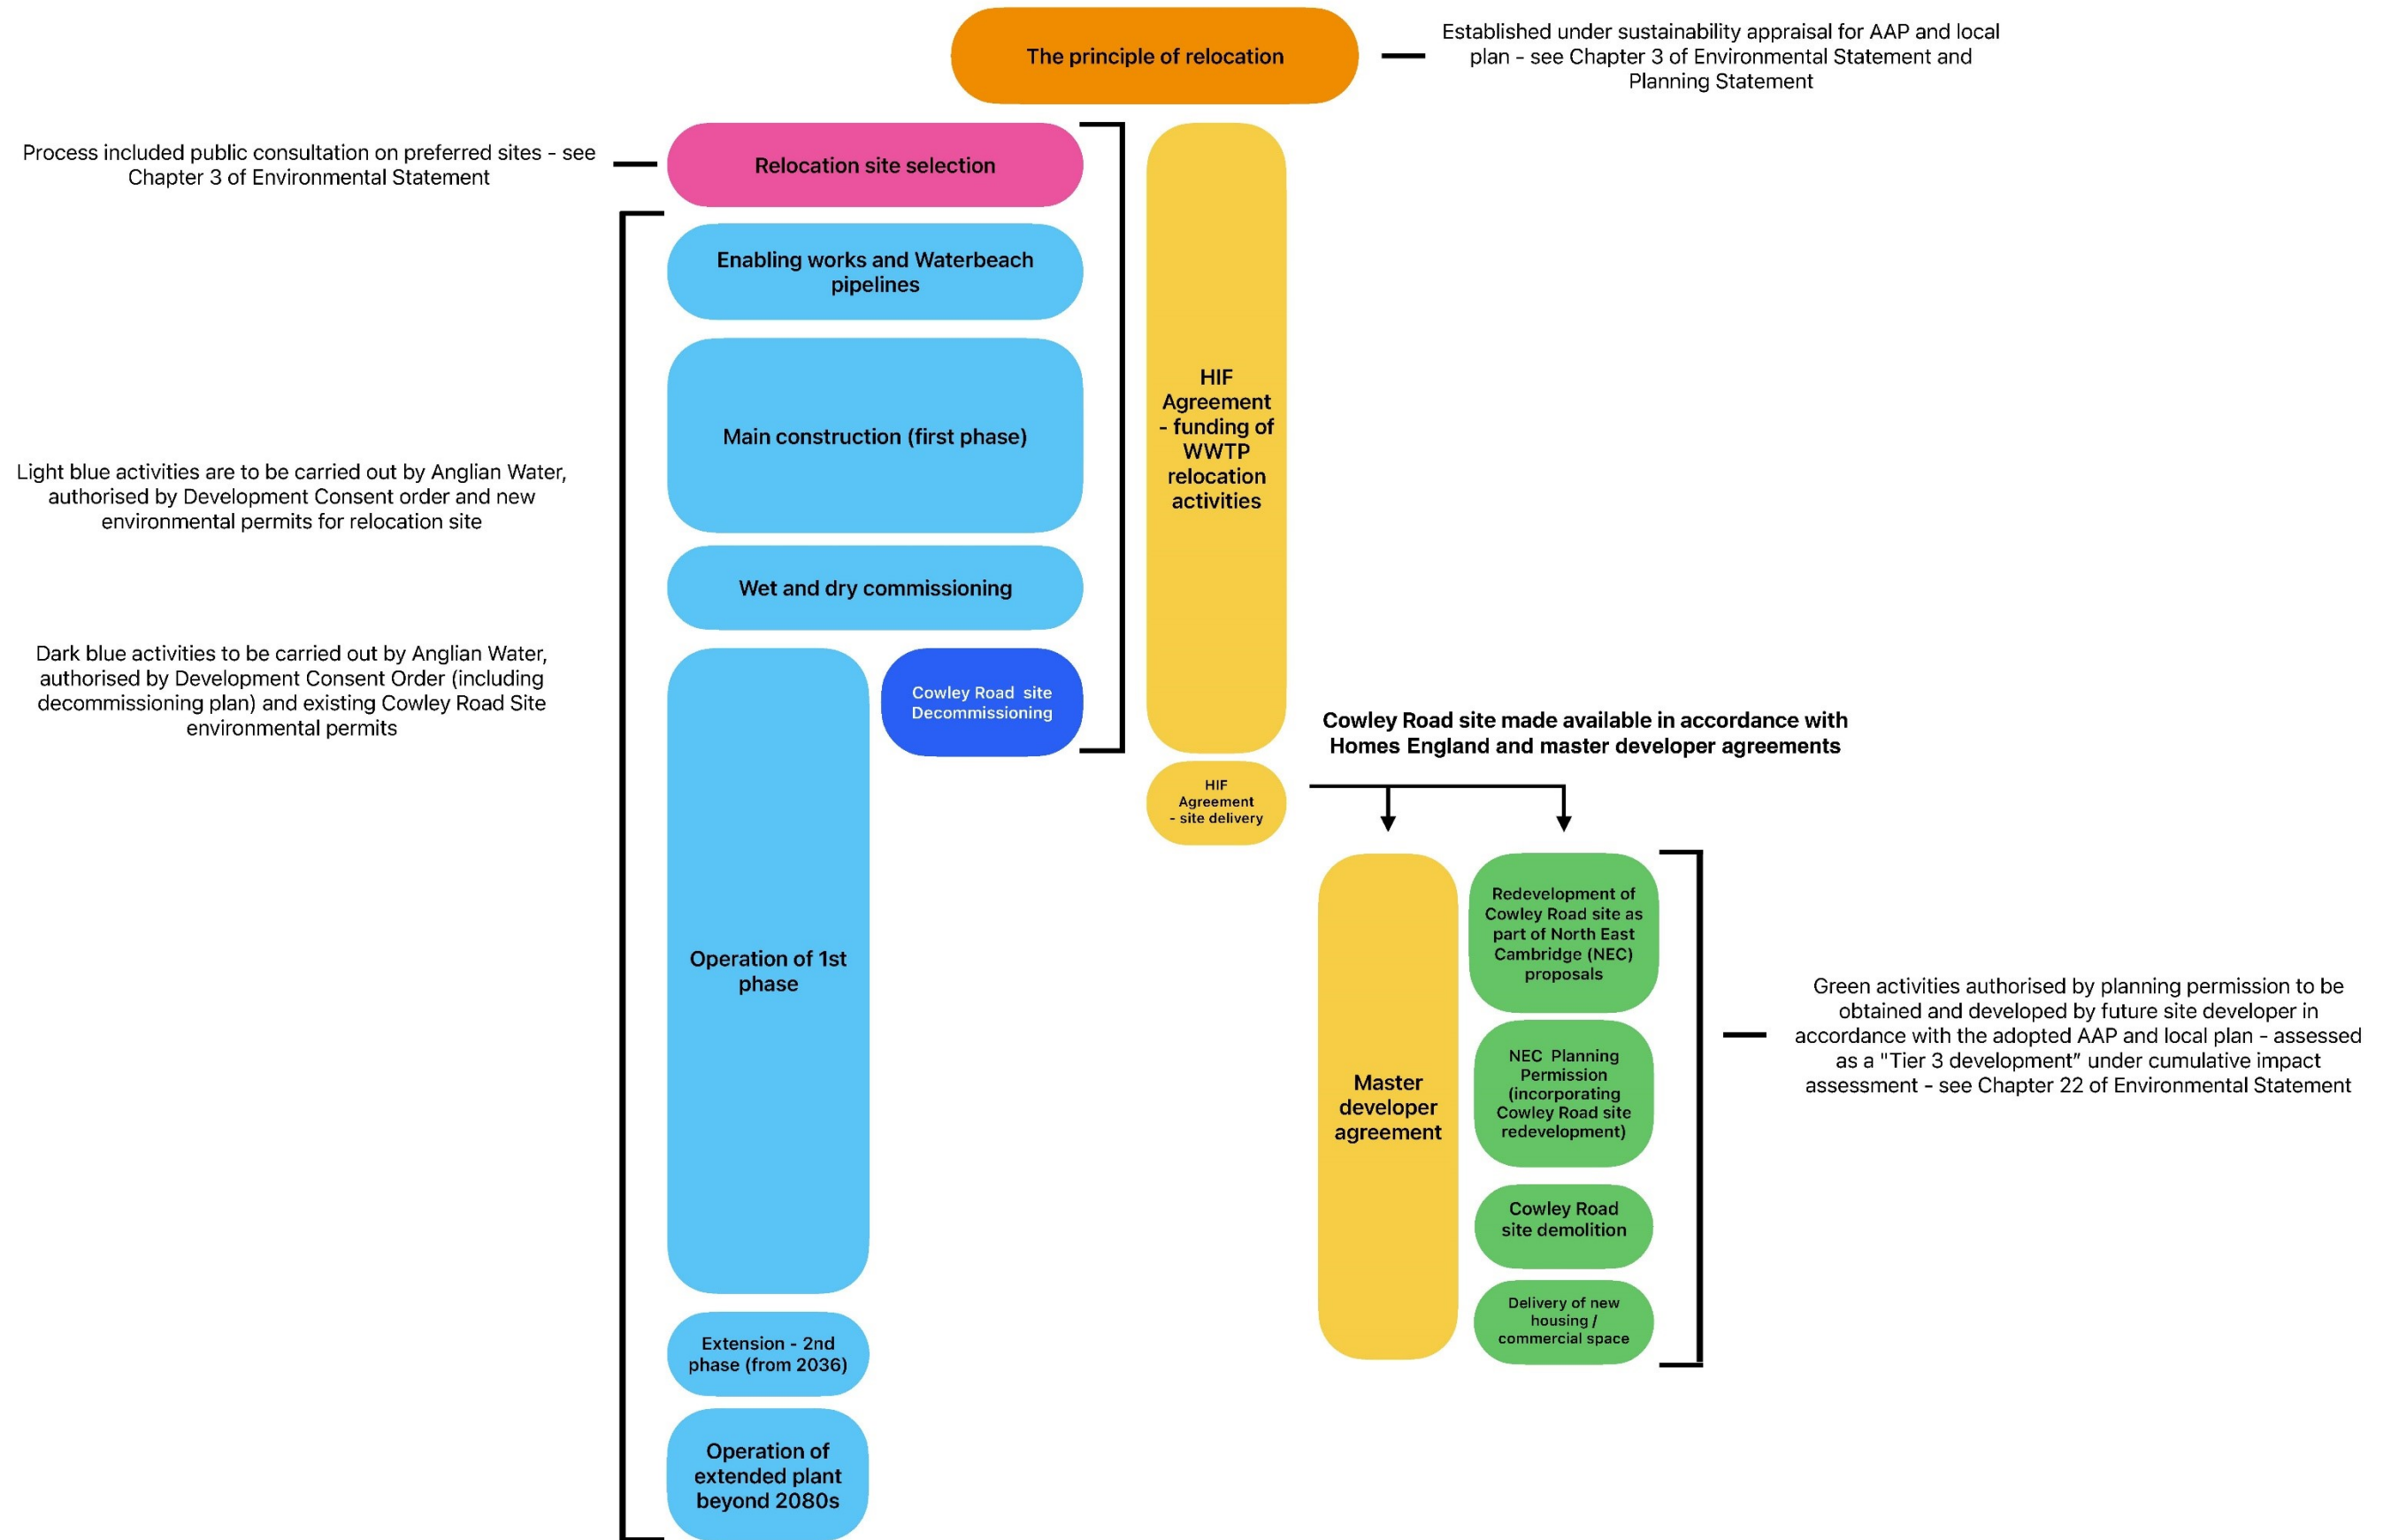 The principle of relocation
Established under sustainability appraisal for AAP and local
plan - see Chapter 3 of Environmental Statement and
Planning Statement
Process included public consultation on preferred sites - see
Chapter 3 of Environmental Statement
Relocation site selection
Enabling works and Waterbeach
pipelines
Main construction (first phase)
Light blue activities are to be carried out by Anglian Water,
authorised by Development Consent order and new
environmental permits for relocation site
Wet and dry commissioning
Dark blue activities to be carried out by Anglian Water,
authorised by Development Consent Order (including
decommissioning plan) and existing Cowley Road Site
environmental permits
Cowley Road site
Decommissioning
HIF
Agreement
- funding of
WWTP
relocation
activities
HIF
Agreement
- site delivery
Cowley Road site made available in accordance with
Homes England and master developer agreements
Operation of 1st
phase
Extension - 2nd
phase (from 2036)
Operation of
extended plant
beyond 2080s
Master
developer
agreement
Redevelopment of
Cowley Road site as
part of North East
Cambridge (NEC)
proposals
NEC Planning
Permission
(incorporating
Cowley Road site
redevelopment)
Cowley Road
site demolition
Delivery of new
housing /
commercial space
Green activities authorised by planning permission to be
obtained and developed by future site developer in
accordance with the adopted AAP and local plan - assessed
as a "Tier 3 development” under cumulative impact
assessment - see Chapter 22 of Environmental Statement